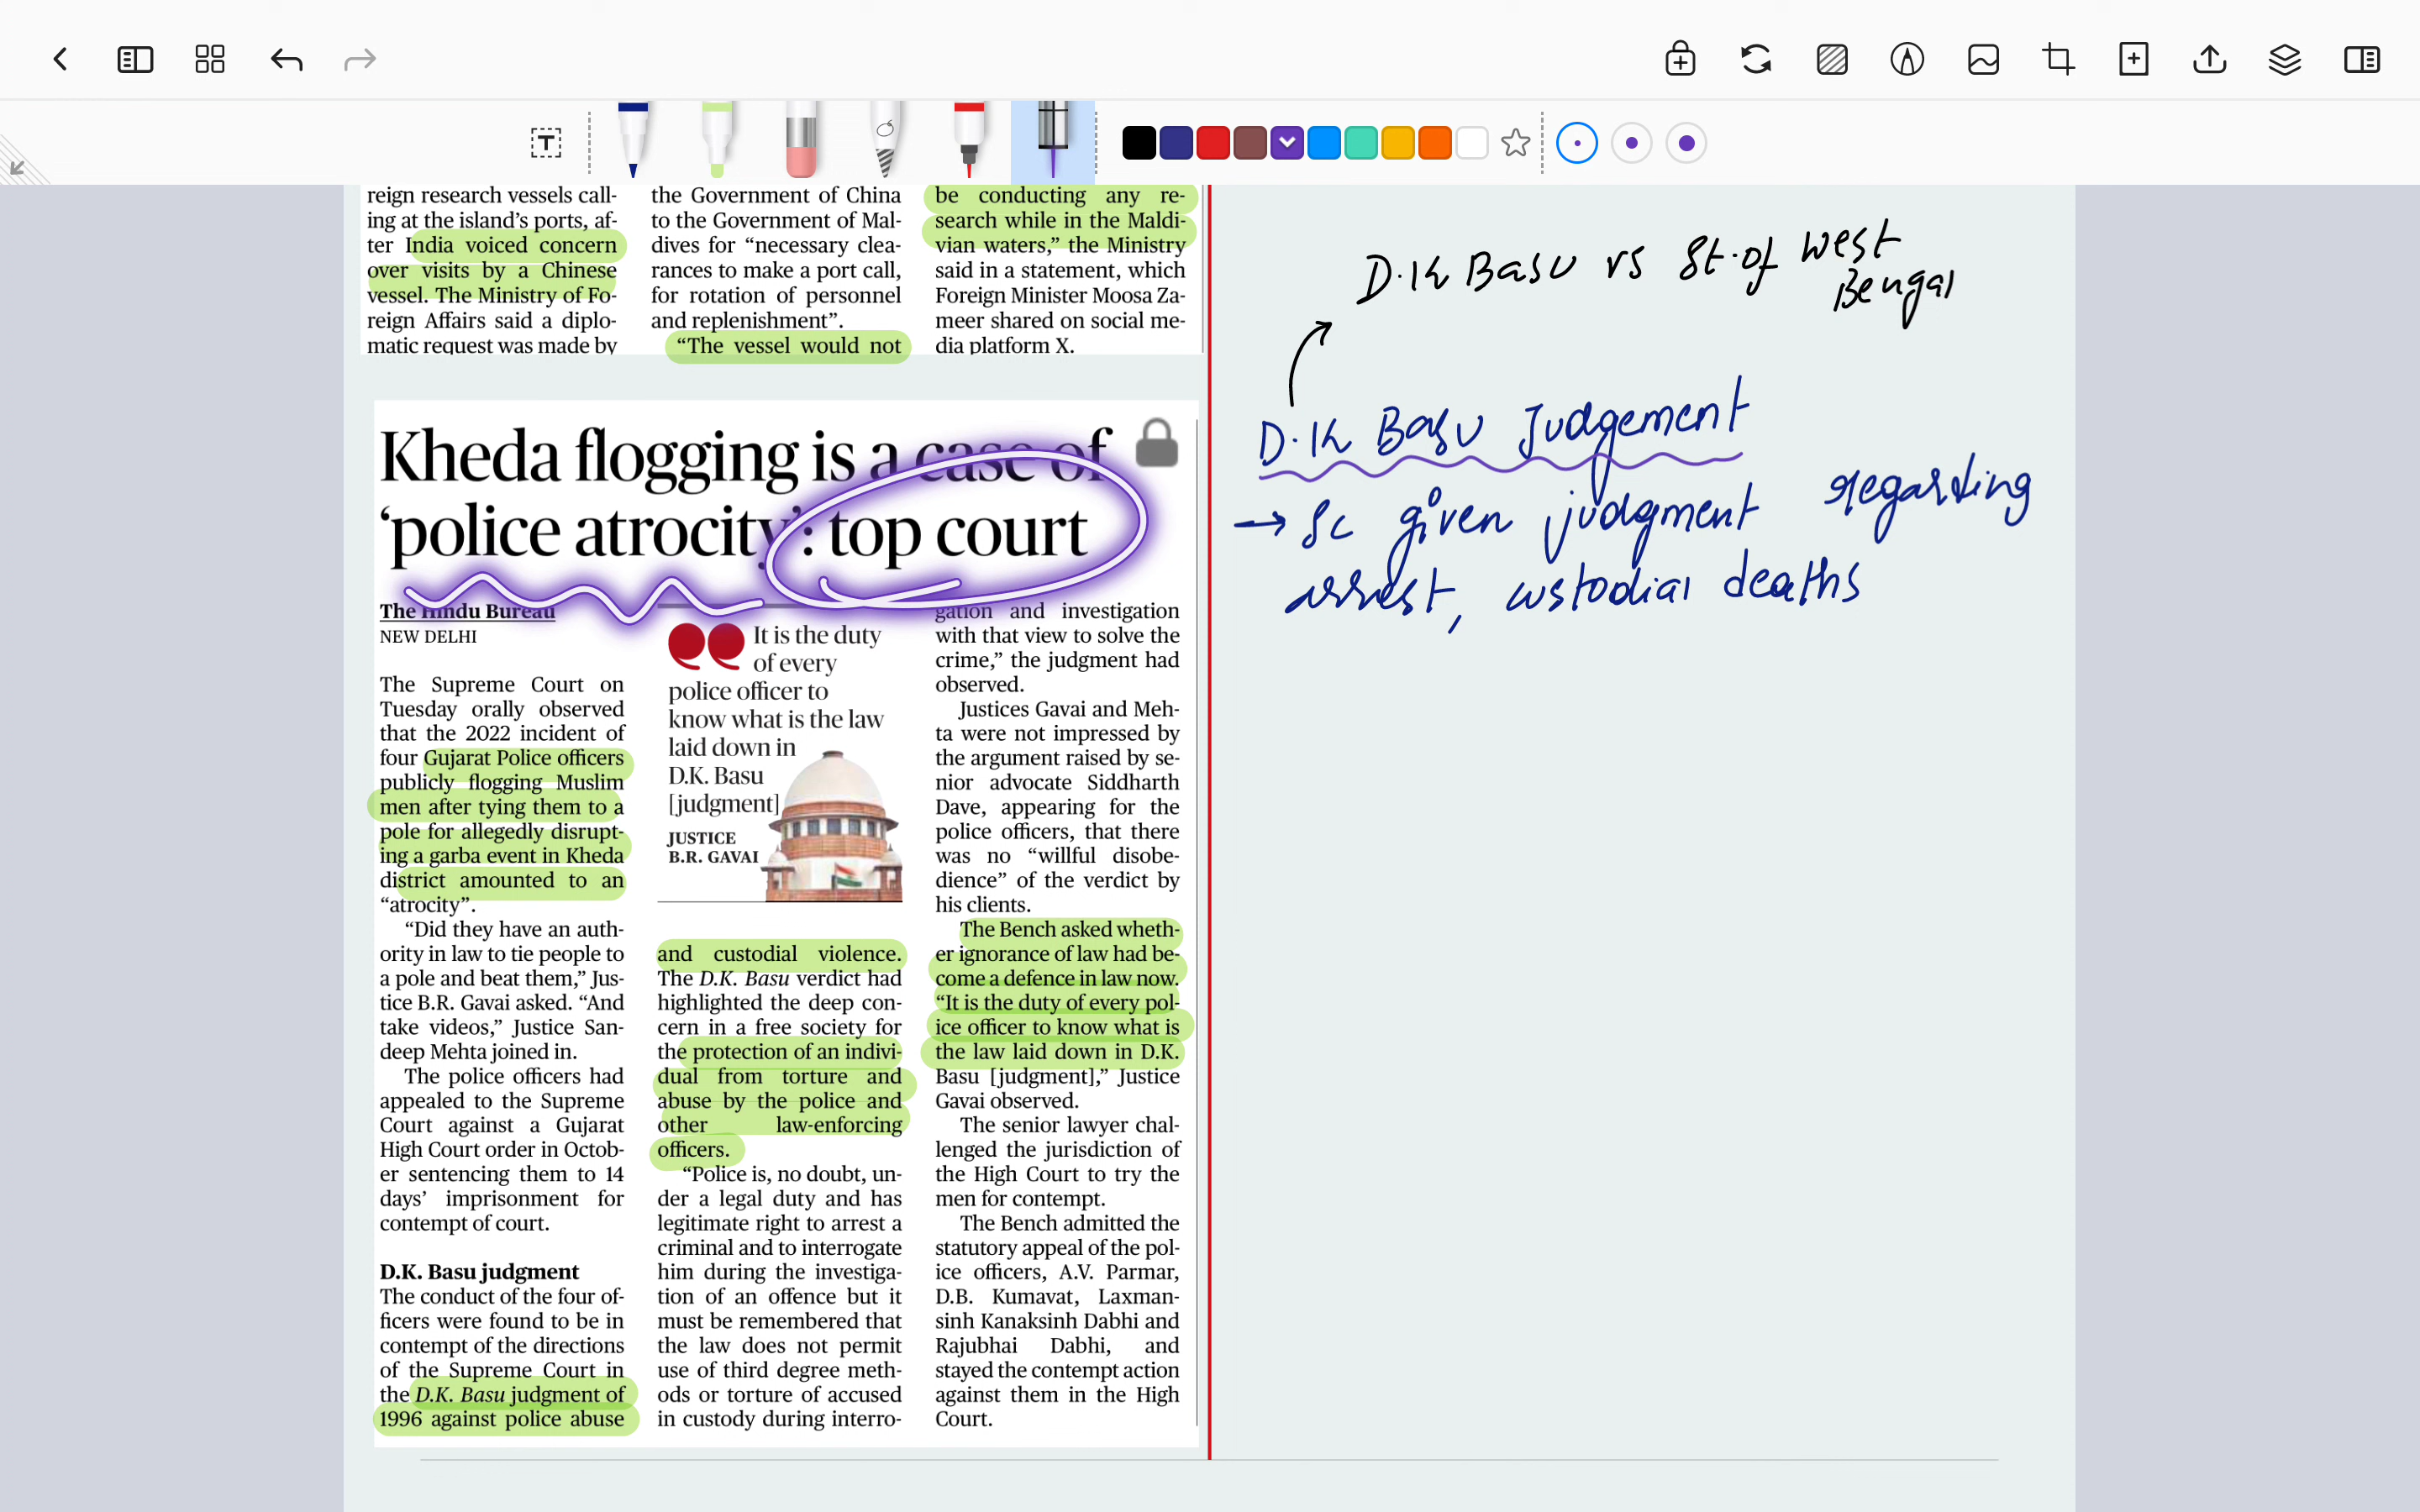 T
reign research vessels call-
ing at the island's ports, af-
ter India voiced concern
over visits by a Chinese
vessel. The Ministry of Fo-
reign Affairs said a diplo-
matic request was made by
the Government of China
to the Government of Mal-
dives for “necessary clea-
rances to make a port call,
for rotation of personnel
and replenishment”.
“The vessel would not
be conducting any re-
search while in the Maldi-
vian waters,” the Ministry
said in a statement, which
Foreign Minister Moosa Za-
meer shared on social me-
dia platform X.
Kheda flogging is a case of
‘police atrocity’: top court
The Hindu Bureau
NEW DELHI
The Supreme Court on
Tuesday orally observed
that the 2022 incident of
four Gujarat Police officers
publicly flogging Muslim
men after tying them to a
pole for allegedly disrupt-
ing a garba event in Kheda
district amounted to an
“atrocity”.
“Did they have an auth-
ority in law to tie people to
a pole and beat them,” Jus-
tice B.R. Gavai asked. “And
take videos,” Justice San-
deep Mehta joined in.
The police officers had
appealed to the Supreme
Court against a Gujarat
High Court order in Octob-
er sentencing them to 14
days’ imprisonment for
contempt of court.
D.K. Basu judgment
The conduct of the four of-
ficers were found to be in
contempt of the directions
of the Supreme Court in
the D.K. Basu judgment of
1996 against police abuse
It is the duty
of every
police officer to
know what is the law
laid down in
D.K. Basu
[judgment]
JUSTICE
B.R. GAVAI
and custodial violence.
The D.K. Basu verdict had
highlighted the deep con-
cern in a free society for
the protection of an indivi-
dual from torture and
abuse by the police and
other law-enforcing
officers.
“Police is, no doubt, un-
der a legal duty and has
legitimate right to arrest a
criminal and to interrogate
him during the investiga-
tion of an offence but it
must be remembered that
the law does not permit
use of third degree meth-
ods or torture of accused
in custody during interro-
gation and investigation
with that view to solve the
crime,” the judgment had
observed.
Justices Gavai and Meh-
ta were not impressed by
the argument raised by se-
nior advocate Siddharth
Dave, appearing for the
police officers, that there
was no “willful disobe-
dience” of the verdict by
his clients.
The Bench asked wheth-
er ignorance of law had be-
come a defence in law now.
“It is the duty of every pol-
ice officer to know what is
the law laid down in D.K.
Basu [judgment],” Justice
Gavai observed.
The senior lawyer chal-
lenged the jurisdiction of
the High Court to try the
men for contempt.
The Bench admitted the
statutory appeal of the pol-
ice officers, A.V. Parmar,
D.B. Kumavat, Laxman-
sinh Kanaksinh Dabhi and
Rajubhai Dabhi, and
stayed the contempt action
against them in the High
Court.
D.K Basu vs St. of West
Bengal
D.K Basu Judgement
→ SC given judgment regarding
arrest, custodial deaths